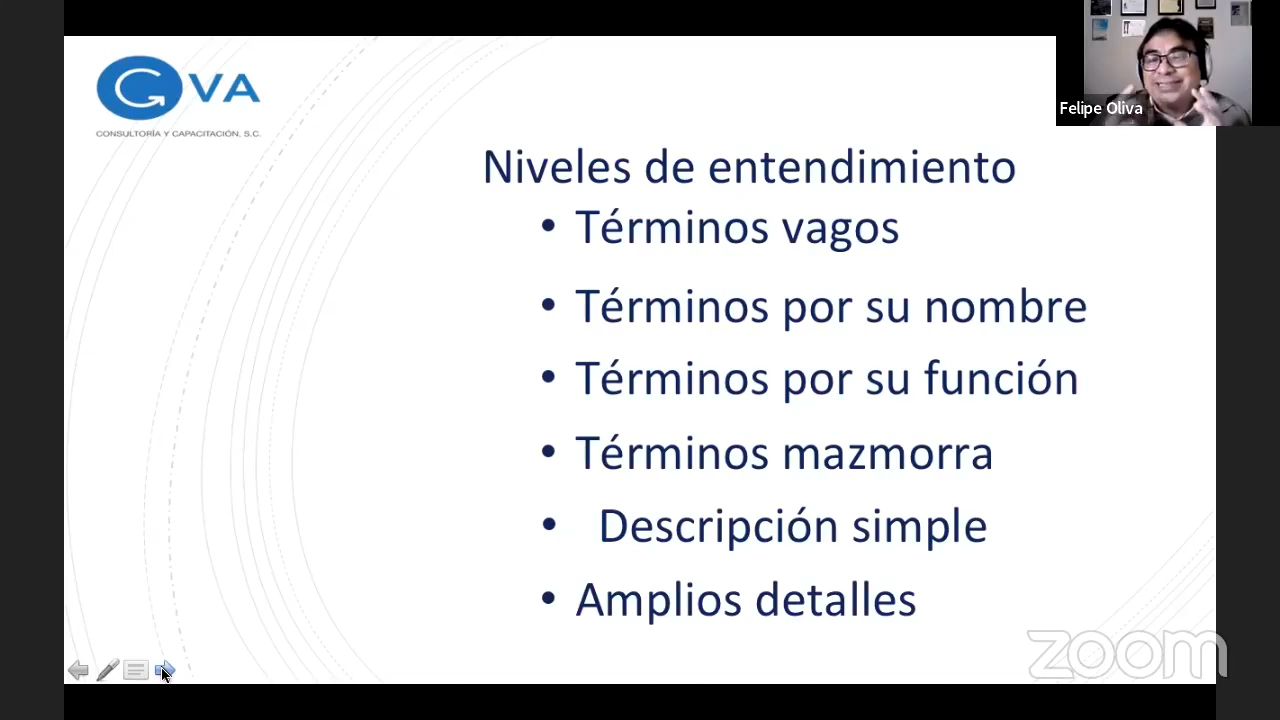 GVA
CONSULTORÍA Y CAPACITACIÓN, S.C.
Felipe Oliva
Niveles de entendimiento
• Términos vagos
• Términos por su nombre
• Términos por su función
• Términos mazmorra
• Descripción simple
• Amplios detalles
zoom